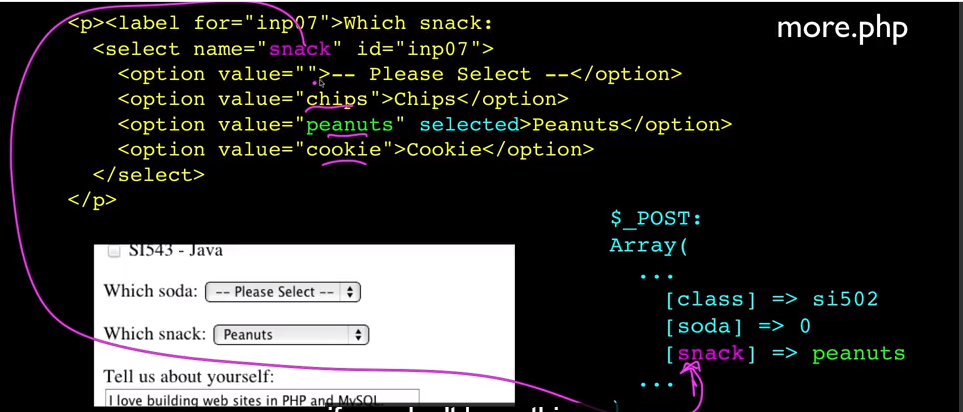 more.php
<p><label for="inp07">Which snack:
<select name="snack" id="inp07">
<option value="">-- Please Select --</option>
<option value="chips">Chips</option>
<option value="peanuts" selected>Peanuts</option>
<option value="cookie">Cookie</option>
</select>
</p>
SI543 - Java
Which soda: -- Please Select --
Which snack: Peanuts
Tell us about yourself:
I love building web sites in PHP and MySQL.
$_POST:
Array(
...
[class] => si502
[soda] => 0
[snack] => peanuts
...